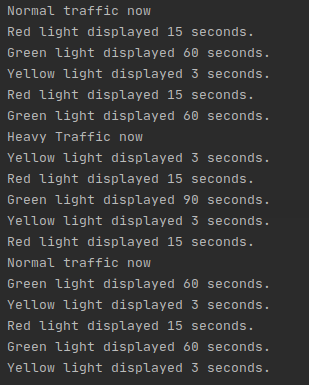 Normal traffic now
Red light displayed 15 seconds.
Green light displayed 60 seconds.
Yellow light displayed 3 seconds.
Red light displayed 15 seconds.
Green light displayed 60 seconds.
Heavy Traffic now
Yellow light displayed 3 seconds.
Red light displayed 15 seconds.
Green light displayed 90 seconds.
Yellow light displayed 3 seconds.
Red light displayed 15 seconds.
Normal traffic now
Green light displayed 60 seconds.
Yellow light displayed 3 seconds.
Red light displayed 15 seconds.
Green light displayed 60 seconds.
Yellow light displayed 3 seconds.